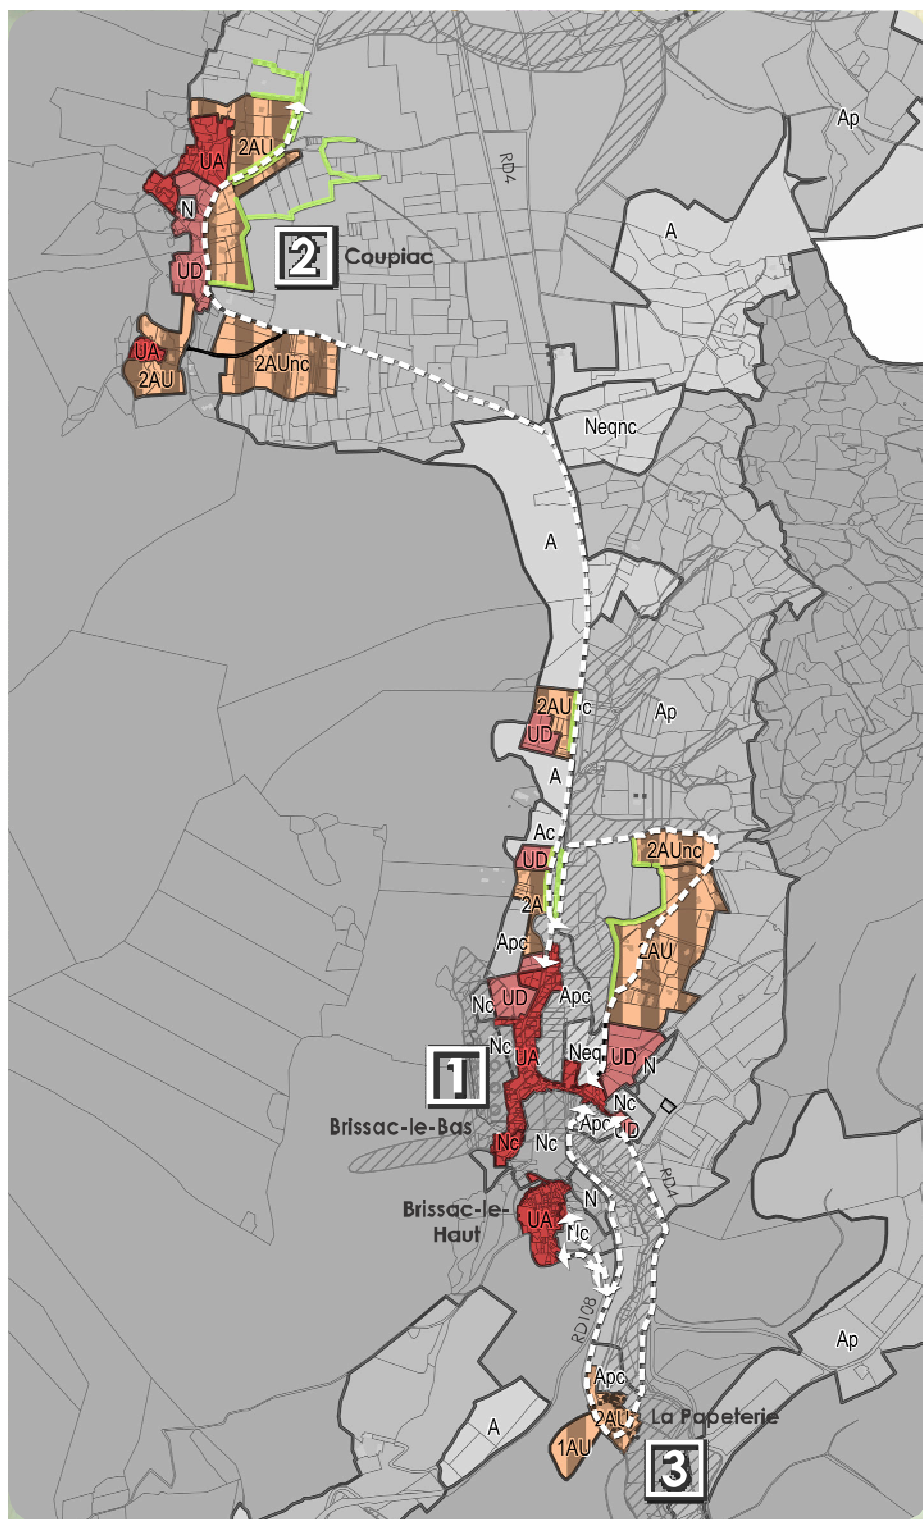 Ap
2AU
UA
RD4
N
A
2
Coupiac
UD
UA
2AUnc
2AU
Neqnc
A
2AU c
Ap
UD
A
Ac
UD
2AUnc
2A
Apc
2AU
UD
Apc
Nc
Nc
UA
Neq
UD
N
1
Nc
Apc
UD
Brissac-le-Bas
Nc
Nc
RD4
N
Brissac-le-
Haut
UA
Nc
RD108
Ap
Apc
2AU
La Papeterie
A
1AU
3